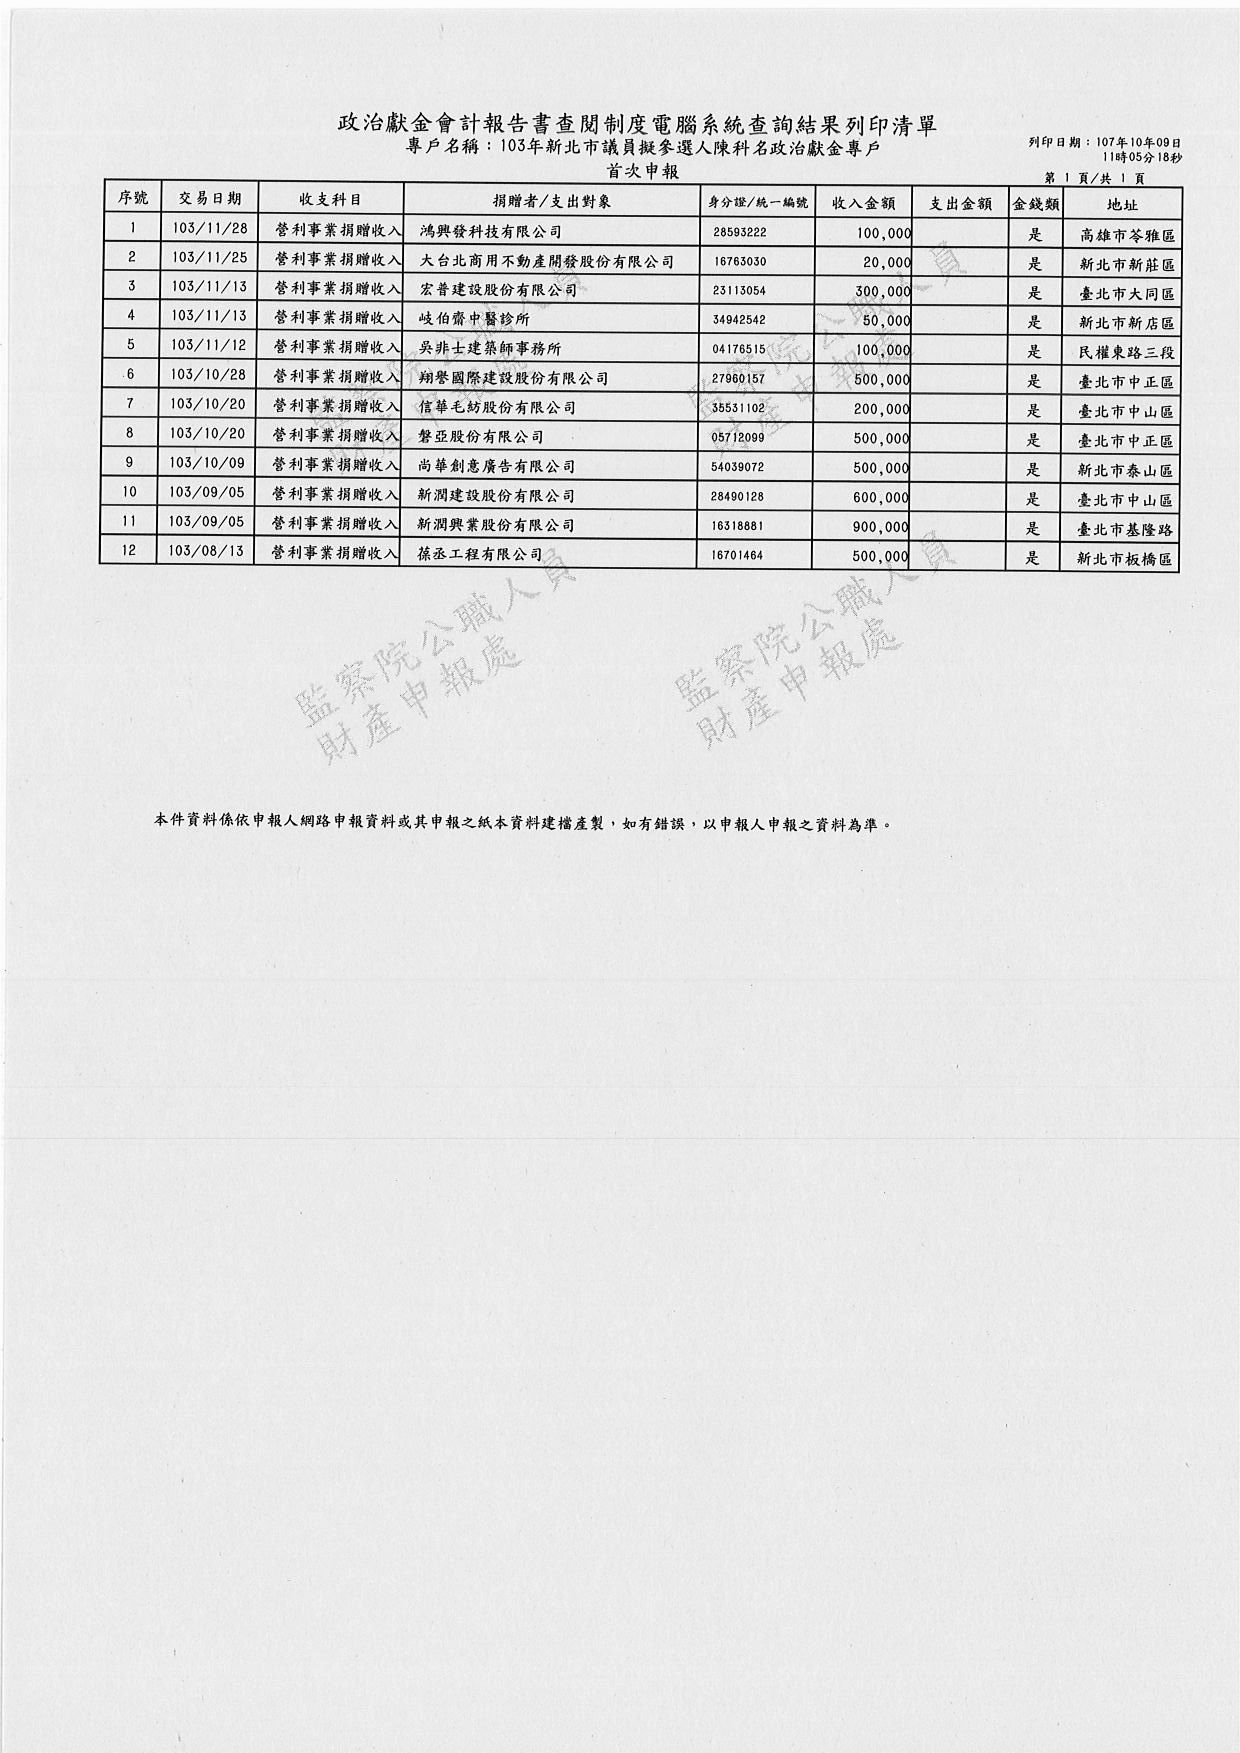 政治獻金會計報告書查閱制度電腦系統查詢結果列印清單
專戶名稱：103年新北市議員擬參選人陳科名政治獻金專戶
列印日期：107年10年09日
11時05分18秒
首次申報
第 1 頁/共 1 頁
序號 交易日期 收支科目 捐贈者/支出對象 身分證/統一編號 收入金額 支出金額 金錢類 地址
1 103/11/28 營利事業捐贈收入 鴻興發科技有限公司 28593222 100,000 是 高雄市苓雅區
2 103/11/25 營利事業捐贈收入 大台北商用不動產開發股份有限公司 16763030 20,000 是 新北市新莊區
3 103/11/13 營利事業捐贈收入 宏普建設股份有限公司 23113054 300,000 是 臺北市大同區
4 103/11/13 營利事業捐贈收入 岐伯齋中醫診所 34942542 50,000 是 新北市新店區
5 103/11/12 營利事業捐贈收入 吳非士建築師事務所 04176515 100,000 是 民權東路三段
6 103/10/28 營利事業捐贈收入 翔譽國際建設股份有限公司 27960157 500,000 是 臺北市中正區
7 103/10/20 營利事業捐贈收入 信華毛紡股份有限公司 35531102 200,000 是 臺北市中山區
8 103/10/20 營利事業捐贈收入 磐亞股份有限公司 05712099 500,000 是 臺北市中正區
9 103/10/09 營利事業捐贈收入 尚華創意廣告有限公司 54039072 500,000 是 新北市泰山區
10 103/09/05 營利事業捐贈收入 新潤建設股份有限公司 28490128 600,000 是 臺北市中山區
11 103/09/05 營利事業捐贈收入 新潤興業股份有限公司 16318881 900,000 是 臺北市基隆路
12 103/08/13 營利事業捐贈收入 葆丞工程有限公司 16701464 500,000 是 新北市板橋區
監察院公職人員
財產申報處
監察院公職人員
財產申報處
監察院公職人員
財產申報處
監察院公職人員
財產申報處
本件資料係依申報人網路申報資料或其申報之紙本資料建檔產製，如有錯誤，以申報人申報之資料為準。